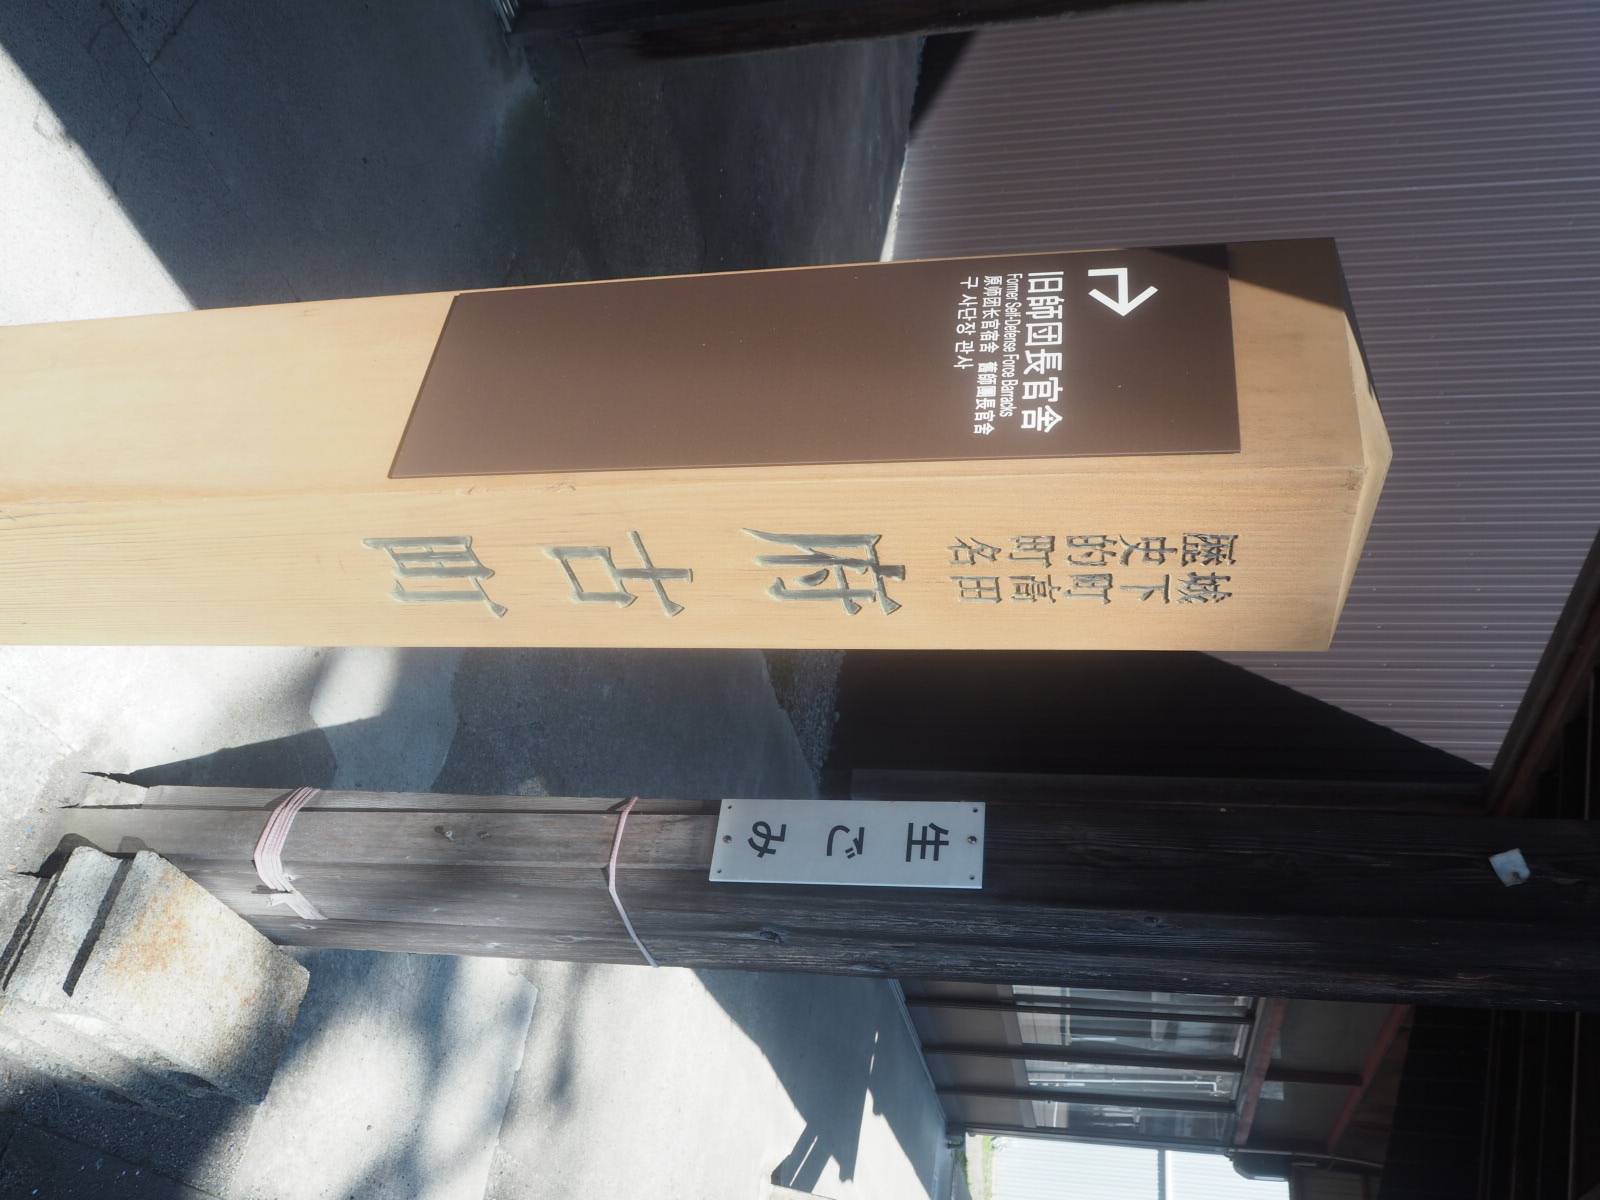 旧師団長官舎
Former Self-Defense Force Barracks
原师团长官宿舍 舊師團長官舍
구 사단장 관사
城下町高田
歴史的町名
府古町
生ごみ